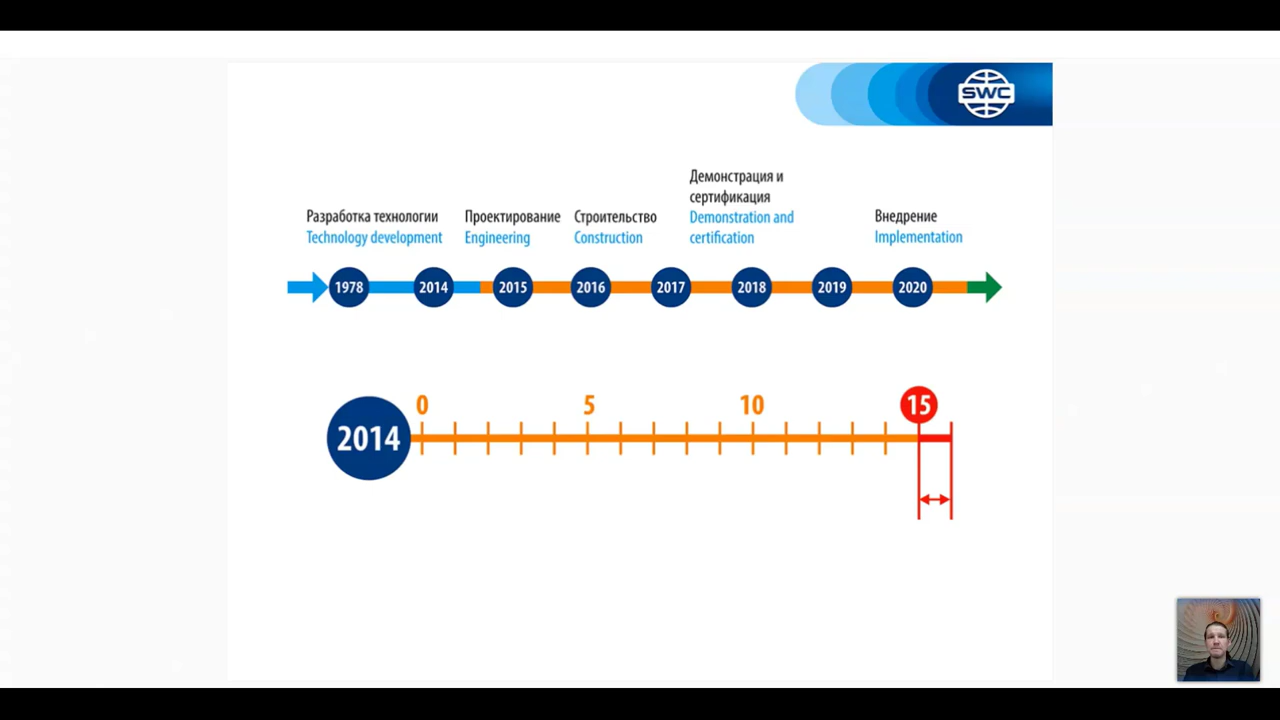 SWC
Демонстрация и
сертификация
Demonstration and
certification
Разработка технологии
Technology development
Проектирование
Engineering
Строительство
Construction
Внедрение
Implementation
1978 2014 2015 2016 2017 2018 2019 2020
0 5 10 15
2014